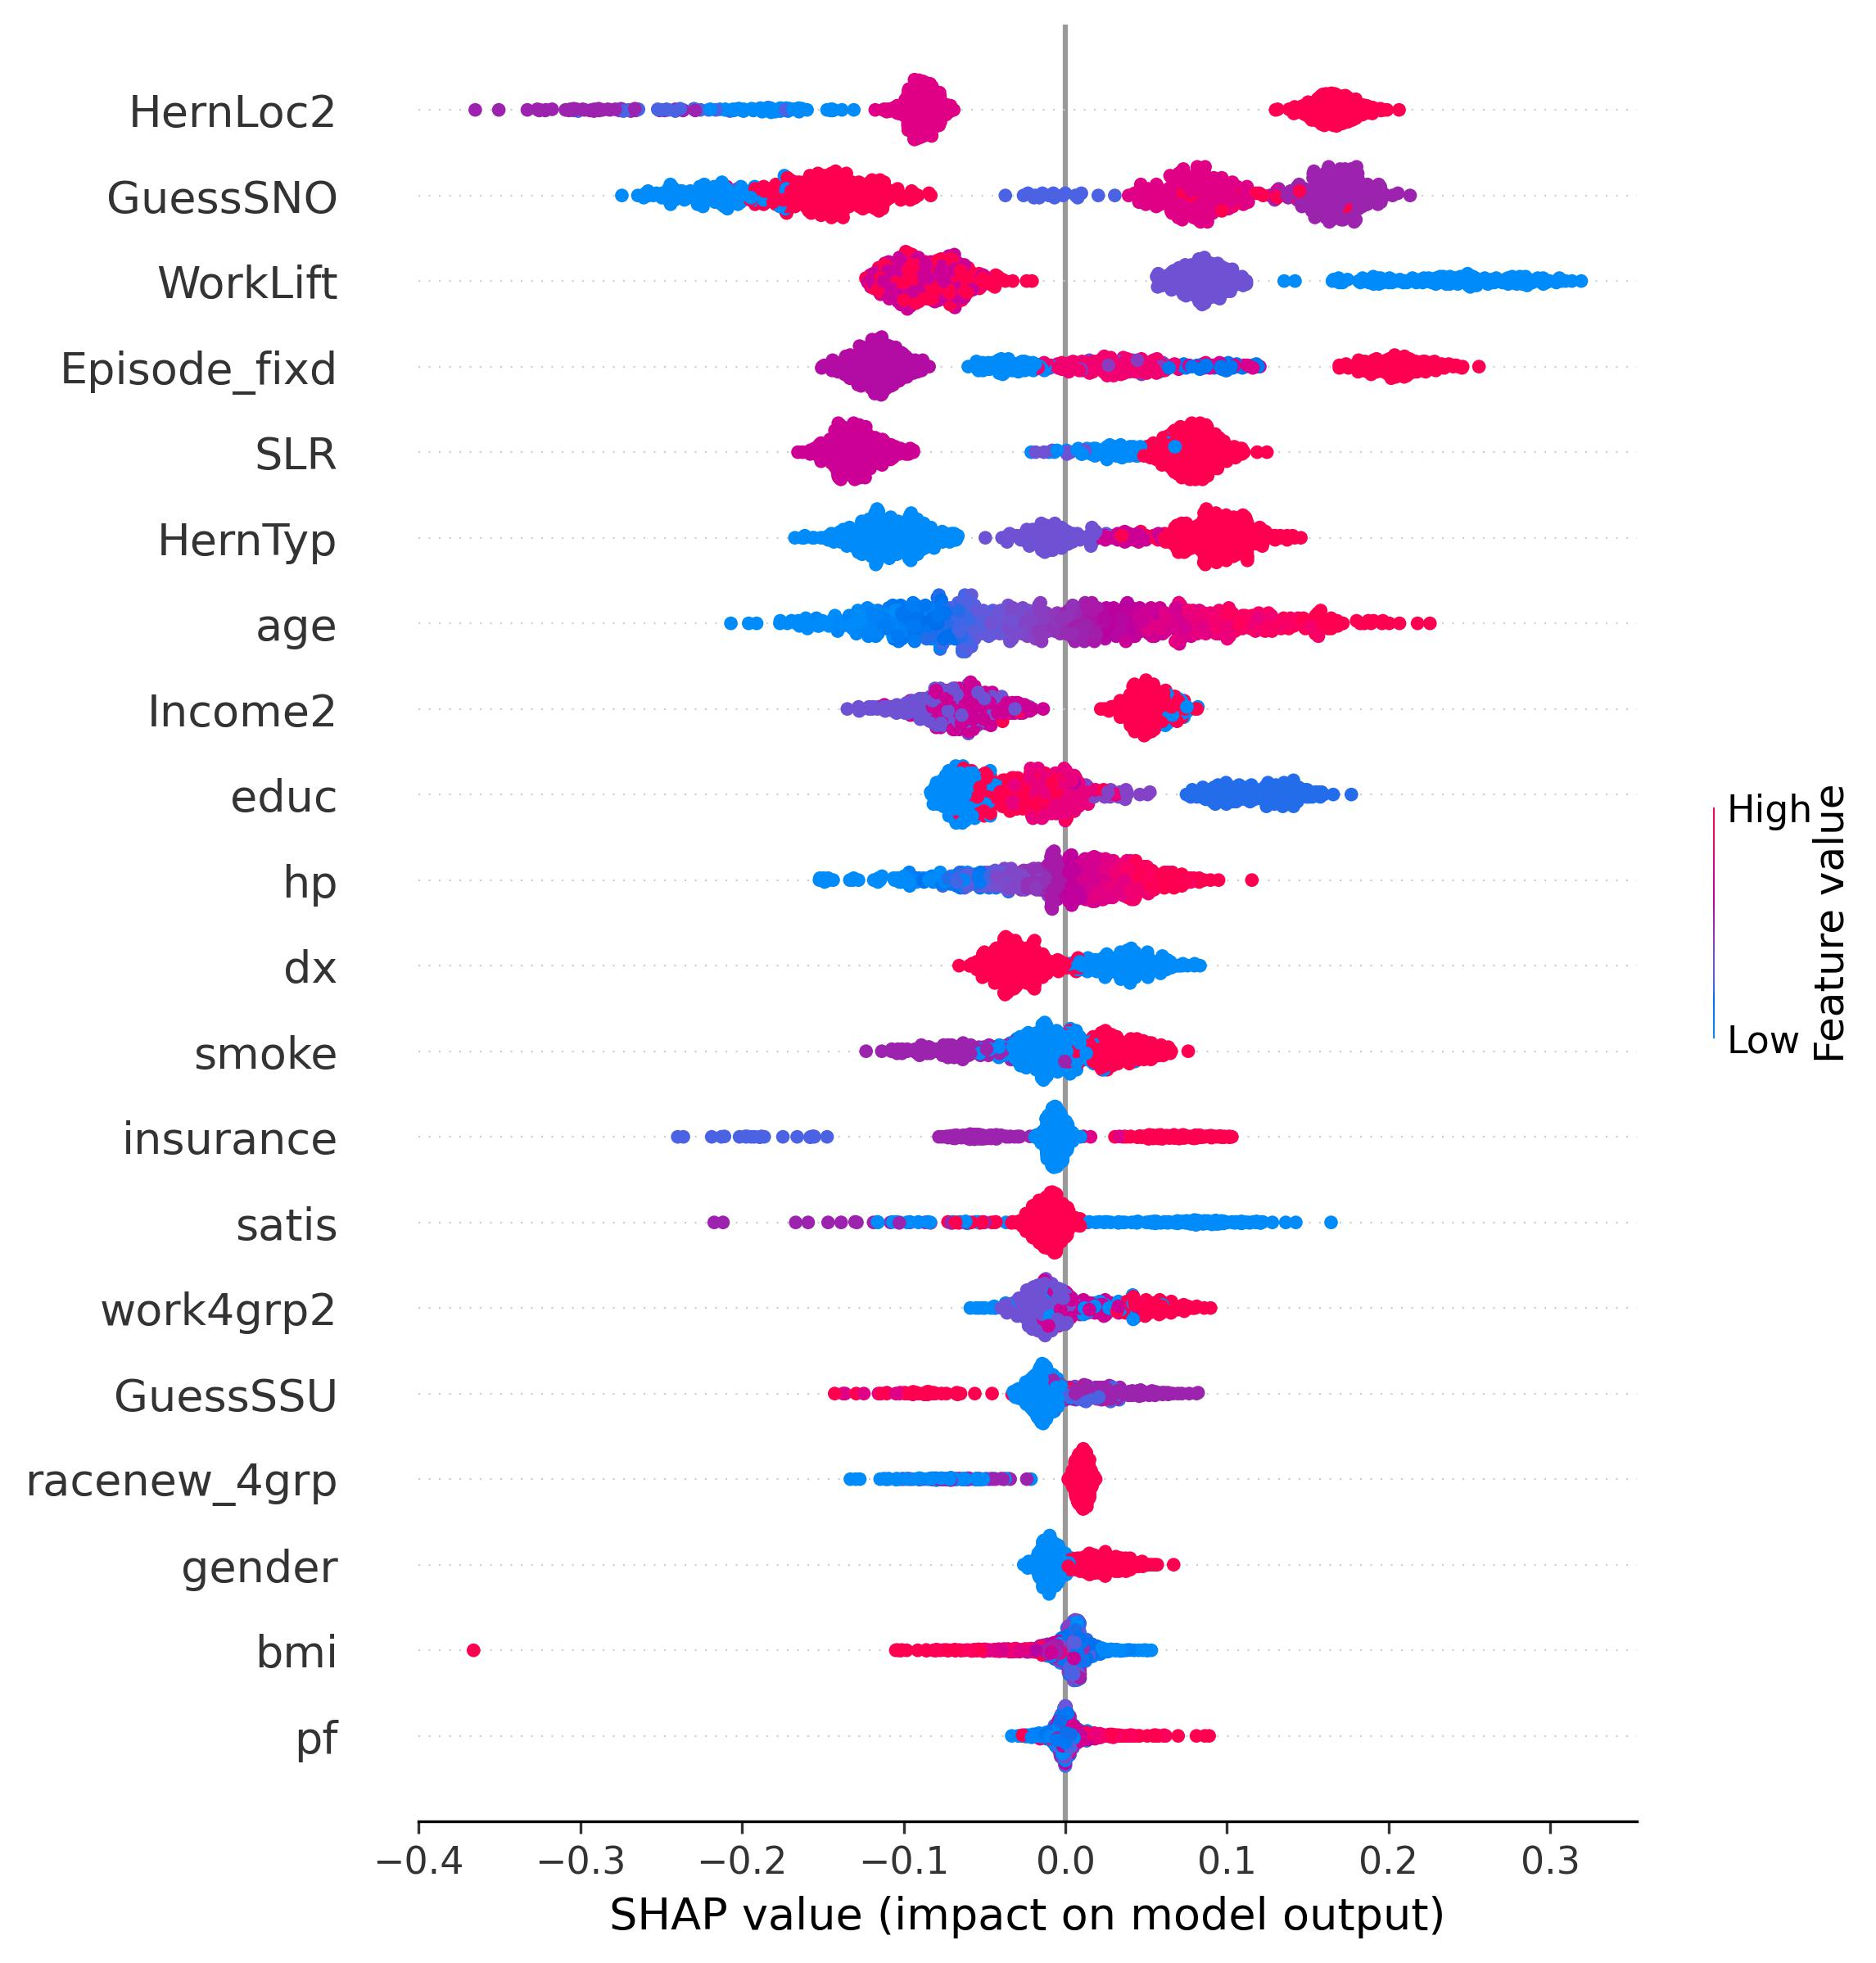 HernLoc2
GuessSNO
WorkLift
Episode_fixd
SLR
HernTyp
age
Income2
educ
hp
dx
smoke
insurance
satis
work4grp2
GuessSSU
racenew_4grp
gender
bmi
pf
−0.4 −0.3 −0.2 −0.1 0.0 0.1 0.2 0.3
SHAP value (impact on model output)
High
Low
Feature value